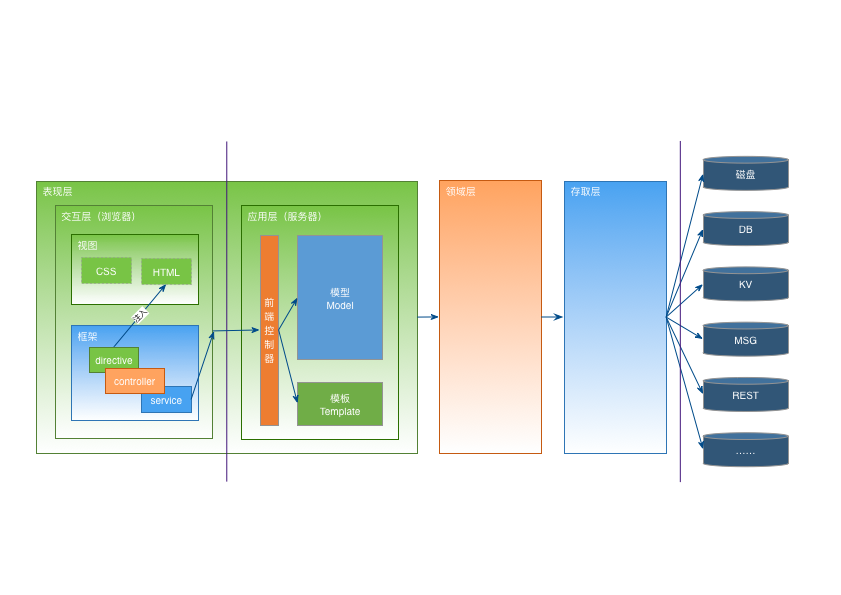 表现层
交互层（浏览器）
视图
CSS
HTML
注入
框架
directive
controller
service
应用层（服务器）
前
端
控
制
器
模型
Model
模板
Template
领域层
存取层
磁盘
DB
KV
MSG
REST
……